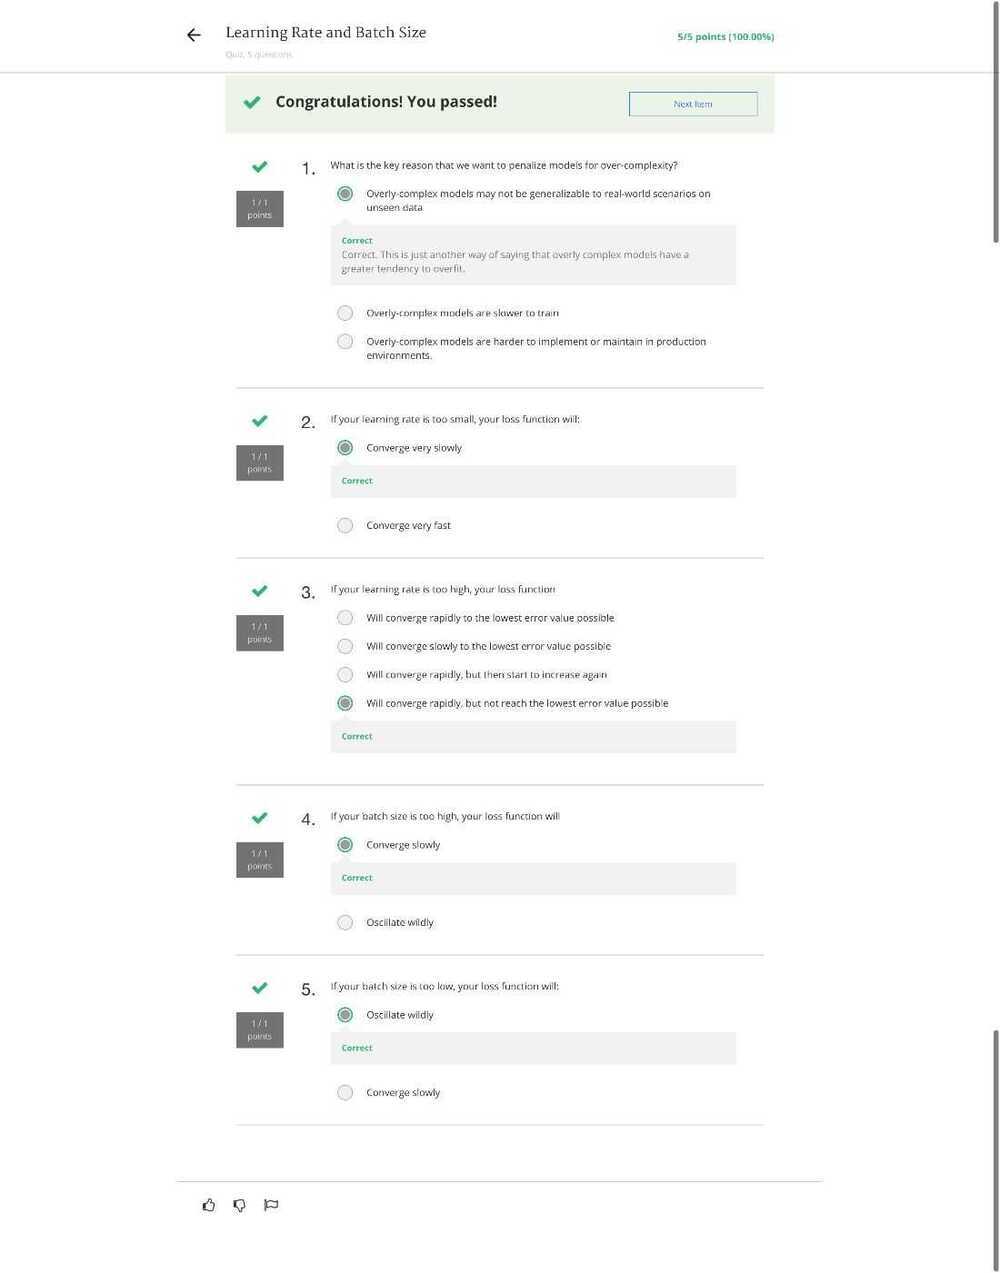 Learning Rate and Batch Size
5/5 points (100.00%)
Quiz, 5 questions
Congratulations! You passed!
Next Item
1.
What is the key reason that we want to penalize models for over-complexity?
1 / 1
points
Overly-complex models may not be generalizable to real-world scenarios on
unseen data
Correct
Correct. This is just another way of saying that overly complex models have a
greater tendency to overfit.
Overly-complex models are slower to train
Overly-complex models are harder to implement or maintain in production
environments.
2.
If your learning rate is too small, your loss function will:
1 / 1
points
Converge very slowly
Correct
Converge very fast
3.
If your learning rate is too high, your loss function
1 / 1
points
Will converge rapidly to the lowest error value possible
Will converge slowly to the lowest error value possible
Will converge rapidly, but then start to increase again
Will converge rapidly, but not reach the lowest error value possible
Correct
4.
If your batch size is too high, your loss function will
1 / 1
points
Converge slowly
Correct
Oscillate wildly
5.
If your batch size is too low, your loss function will:
1 / 1
points
Oscillate wildly
Correct
Converge slowly